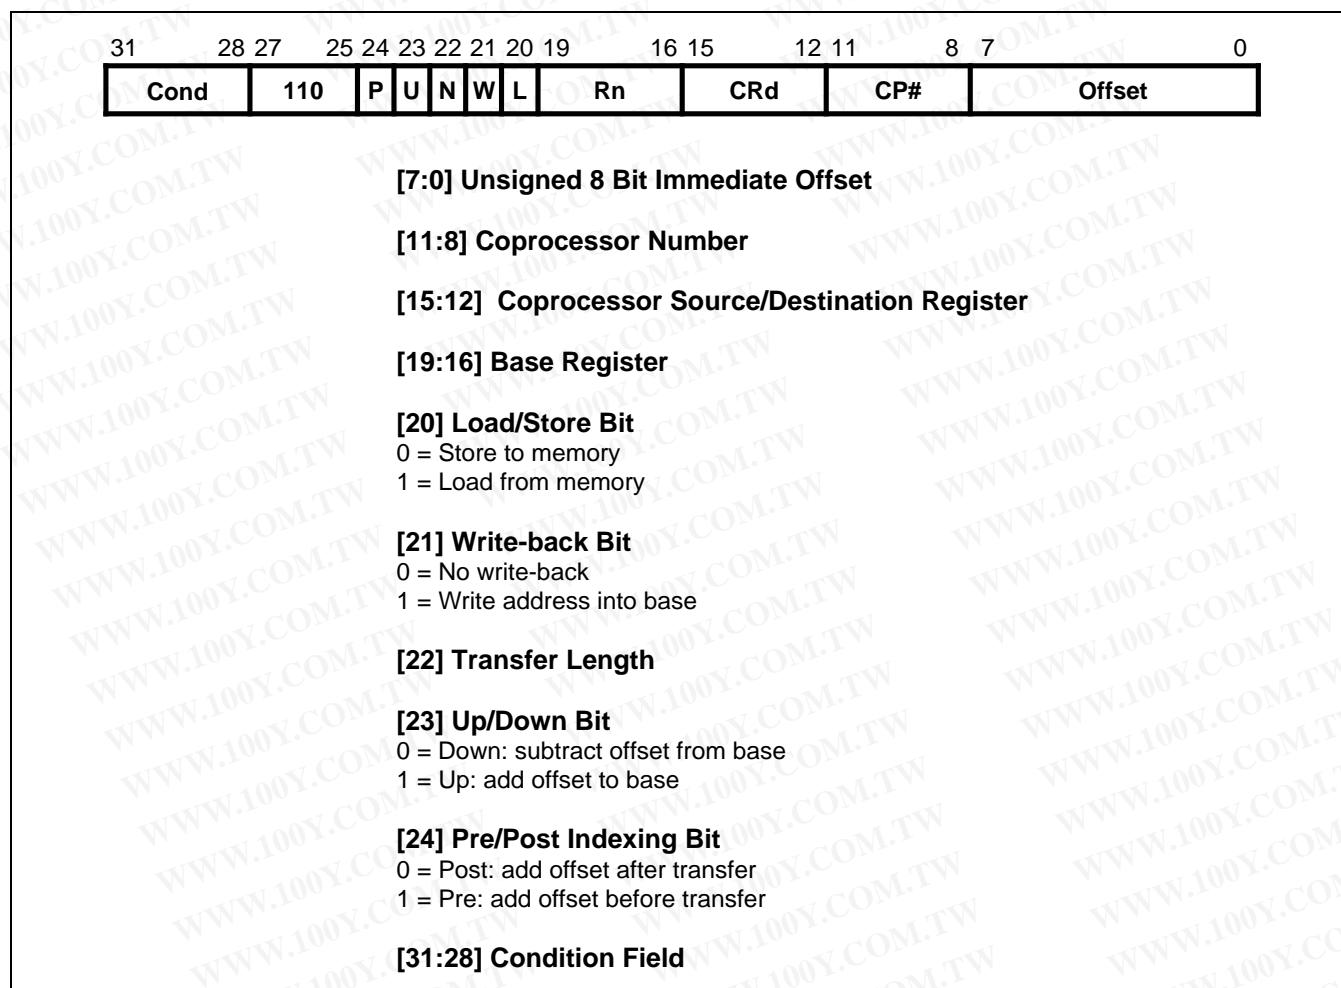 31 28 27 25 24 23 22 21 20 19 16 15 12 11 8 7 0
Cond 110 P U N W L Rn CRd CP# Offset
[7:0] Unsigned 8 Bit Immediate Offset
[11:8] Coprocessor Number
[15:12] Coprocessor Source/Destination Register
[19:16] Base Register
[20] Load/Store Bit
0 = Store to memory
1 = Load from memory
[21] Write-back Bit
0 = No write-back
1 = Write address into base
[22] Transfer Length
[23] Up/Down Bit
0 = Down: subtract offset from base
1 = Up: add offset to base
[24] Pre/Post Indexing Bit
0 = Post: add offset after transfer
1 = Pre: add offset before transfer
[31:28] Condition Field
WWW.100Y.COM.TW